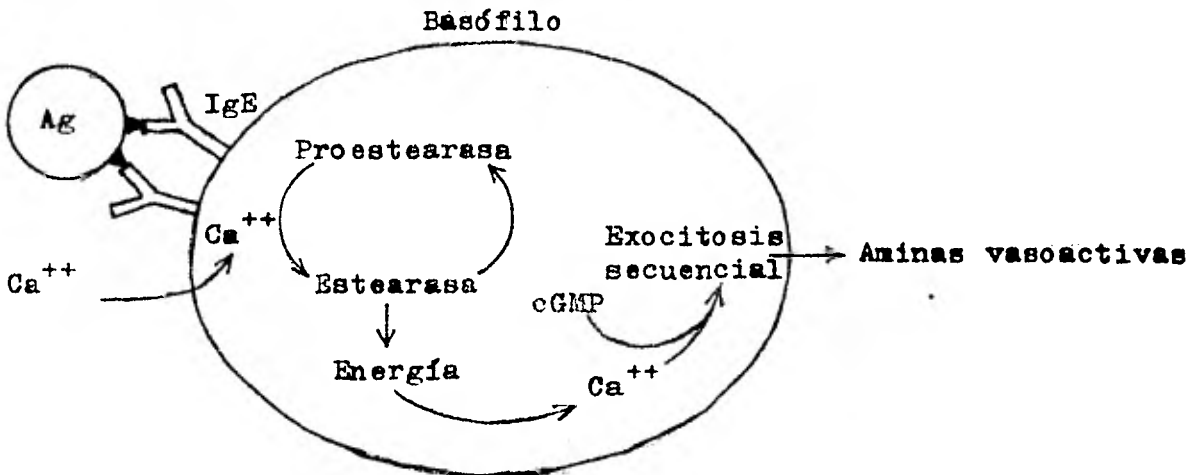 Basófilo
Ag
IgE
Proestearasa
Ca++
Ca++
Estearasa
Exocitosis
secuencial
Aminas vasoactivas
cGMP
Energía
Ca++